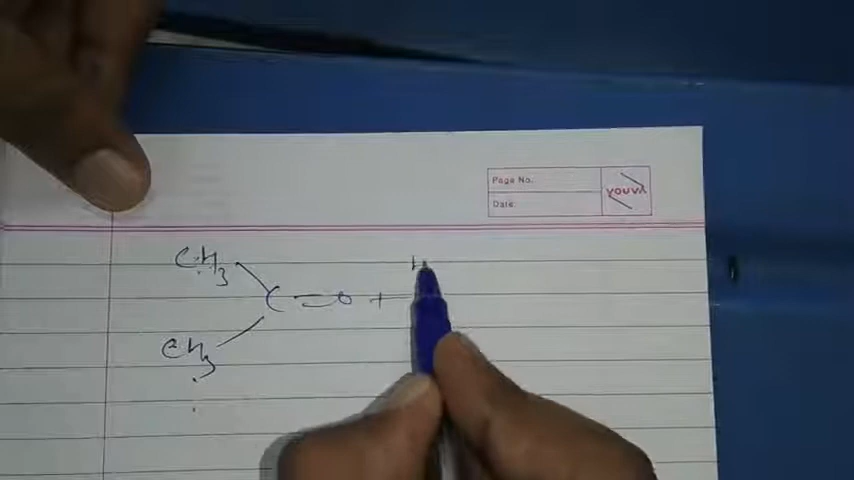 Page No.
Date:
YOUVA
CH3
C=O +
CH3